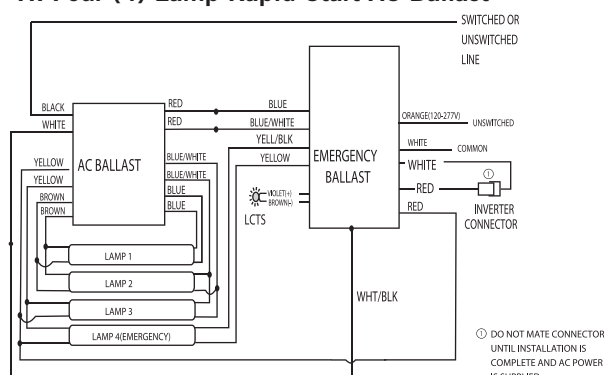 SWITCHED OR
UNSWITCHED
LINE
BLACK
WHITE
RED
RED
BLUE
BLUE/WHITE
YELL/BLK
YELLOW
ORANGE(120-277V)
UNSWITCHED
WHITE
COMMON
WHITE
RED
RED
①
INVERTER
CONNECTOR
AC BALLAST
EMERGENCY
BALLAST
YELLOW
YELLOW
BROWN
BROWN
BLUE/WHITE
BLUE/WHITE
BLUE
BLUE
VIOLET(+)
BROWN(-)
LCTS
LAMP 1
LAMP 2
LAMP 3
LAMP 4(EMERGENCY)
WHT/BLK
① DO NOT MATE CONNECTOR
UNTIL INSTALLATION IS
COMPLETE AND AC POWER
IS SUPPLIED